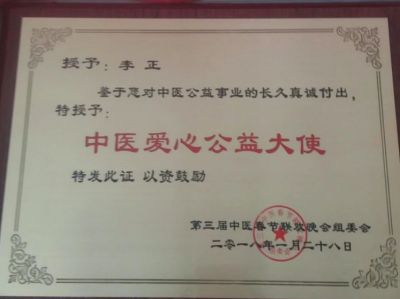 授予：李正
鉴于您对中医公益事业的长久真诚付出，
特授予：
中医爱心公益大使
特发此证 以资鼓励
第三届中医春节联欢晚会组委会
二零一八年一月二十八日